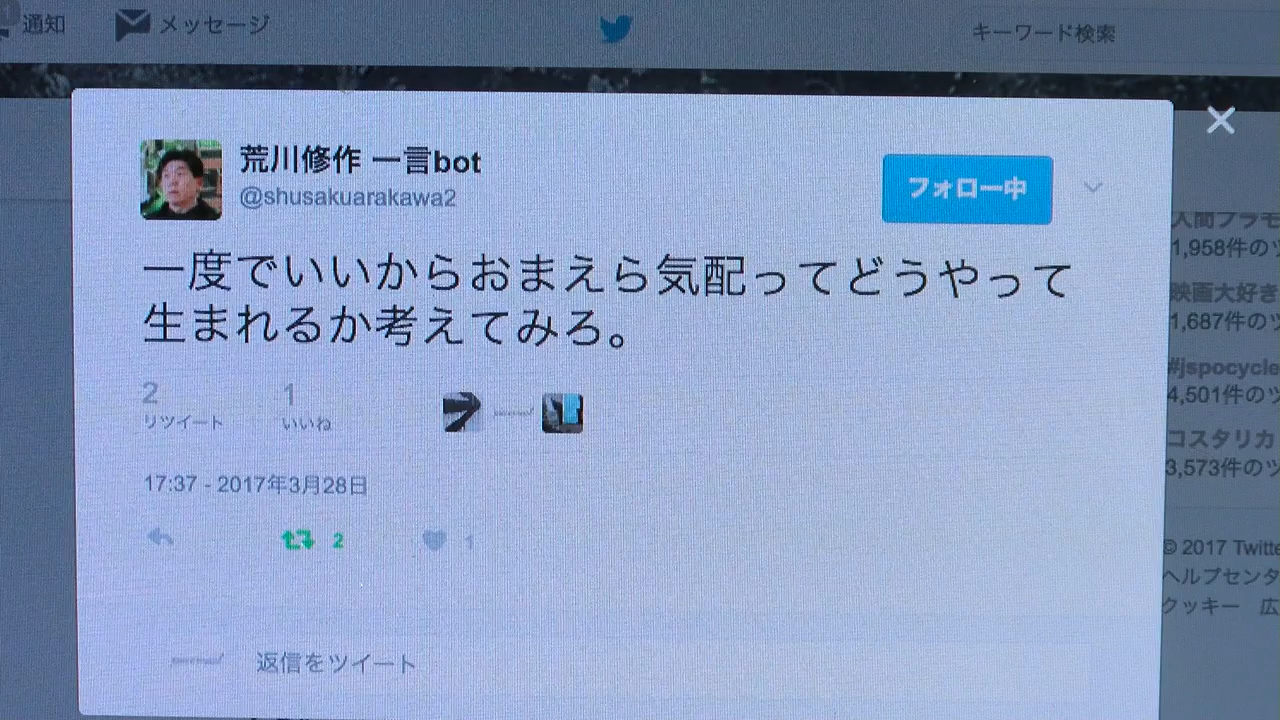 通知
メッセージ
キーワード検索
荒川修作 一言bot
@shusakuarakawa2
フォロー中
一度でいいからおまえら気配ってどうやって
生まれるか考えてみろ。
2
リツイート
1
いいね
17:37 - 2017年3月28日
2
1
返信をツイート
人間プラモ
1,958件のツ
映画大好き
1,687件のツ
#jspocycle
4,501件のツ
コスタリカ
3,573件のツ
© 2017 Twitte
ヘルプセンタ
クッキー 広